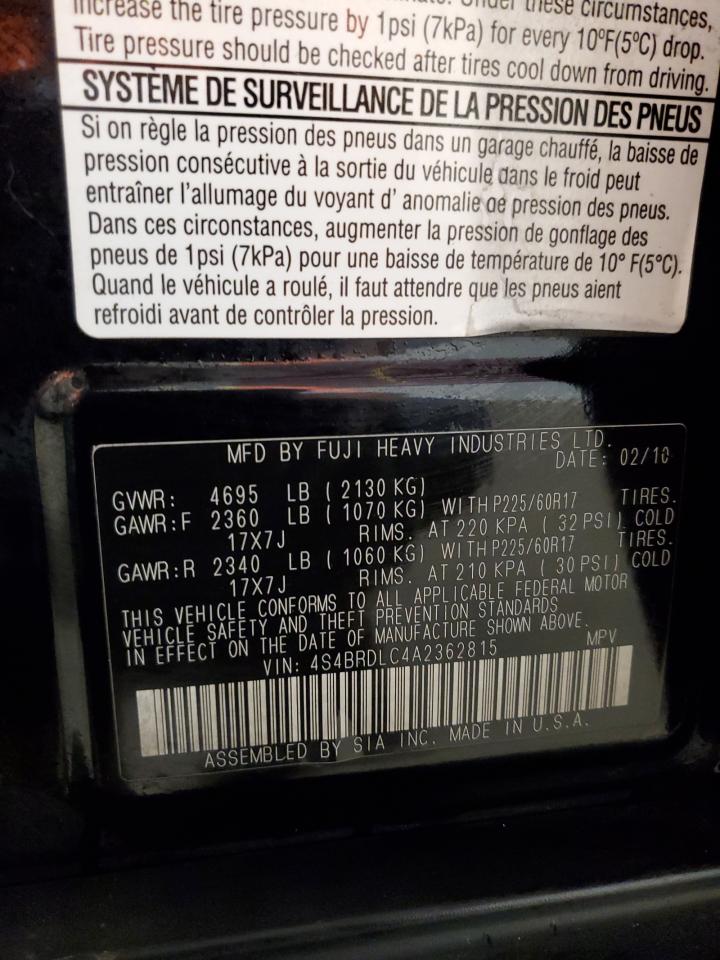 increase the tire pressure by 1psi (7kPa) for every 10°F(5°C) drop.
Tire pressure should be checked after tires cool down from driving.
SYSTÈME DE SURVEILLANCE DE LA PRESSION DES PNEUS
Si on règle la pression des pneus dans un garage chauffé, la baisse de
pression consécutive à la sortie du véhicule dans le froid peut
entraîner l'allumage du voyant d' anomalie de pression des pneus.
Dans ces circonstances, augmenter la pression de gonflage des
pneus de 1psi (7kPa) pour une baisse de température de 10° F(5°C).
Quand le véhicule a roulé, il faut attendre que les pneus aient
refroidi avant de contrôler la pression.
MFD BY FUJI HEAVY INDUSTRIES LTD.
DATE: 02/10
GVWR: 4695 LB ( 2130 KG)
GAWR:F 2360 LB ( 1070 KG) WITH P225/60R17 TIRES.
17X7J RIMS. AT 220 KPA ( 32 PSI) COLD
GAWR:R 2340 LB ( 1060 KG) WITH P225/60R17 TIRES.
17X7J RIMS. AT 210 KPA ( 30 PSI) COLD
THIS VEHICLE CONFORMS TO ALL APPLICABLE FEDERAL MOTOR
VEHICLE SAFETY AND THEFT PREVENTION STANDARDS
IN EFFECT ON THE DATE OF MANUFACTURE SHOWN ABOVE.
VIN: 4S4BRDLC4A2362815 MPV
ASSEMBLED BY SIA INC. MADE IN U.S.A.